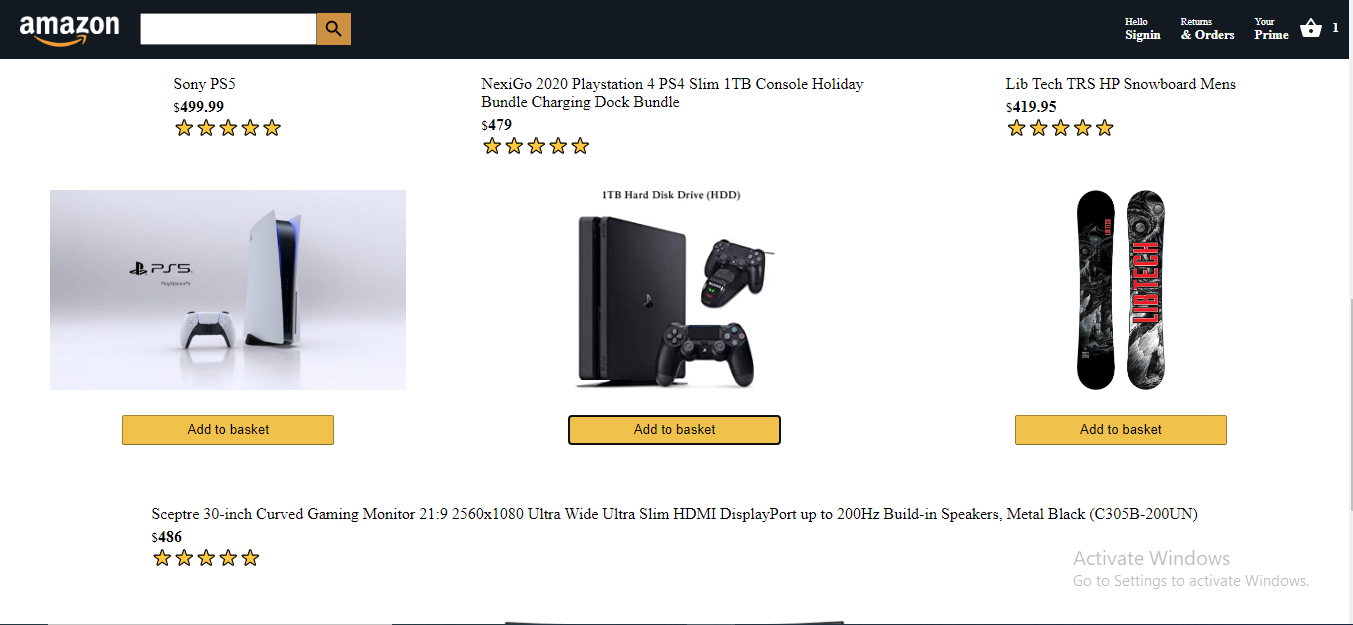 amazon
Hello
Signin
Returns
& Orders
Your
Prime
1
Sony PS5
$499.99
NexiGo 2020 Playstation 4 PS4 Slim 1TB Console Holiday
Bundle Charging Dock Bundle
$479
Lib Tech TRS HP Snowboard Mens
$419.95
PS5
PlayStation5
1TB Hard Disk Drive (HDD)
LIB TECH
LIBTECH
Add to basket
Add to basket
Add to basket
Sceptre 30-inch Curved Gaming Monitor 21:9 2560x1080 Ultra Wide Ultra Slim HDMI DisplayPort up to 200Hz Build-in Speakers, Metal Black (C305B-200UN)
$486
Activate Windows
Go to Settings to activate Windows.